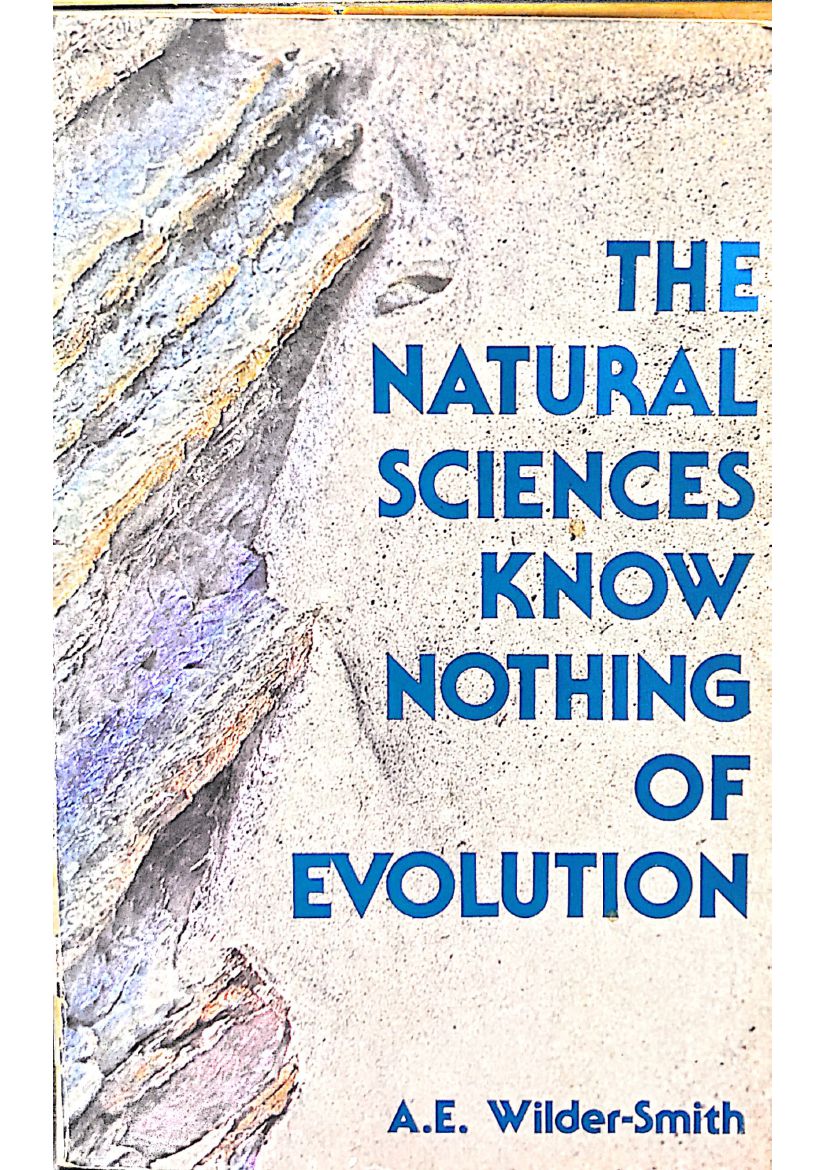 THE
NATURAL
SCIENCES
KNOW
NOTHING
OF
EVOLUTION
A.E. Wilder-Smith